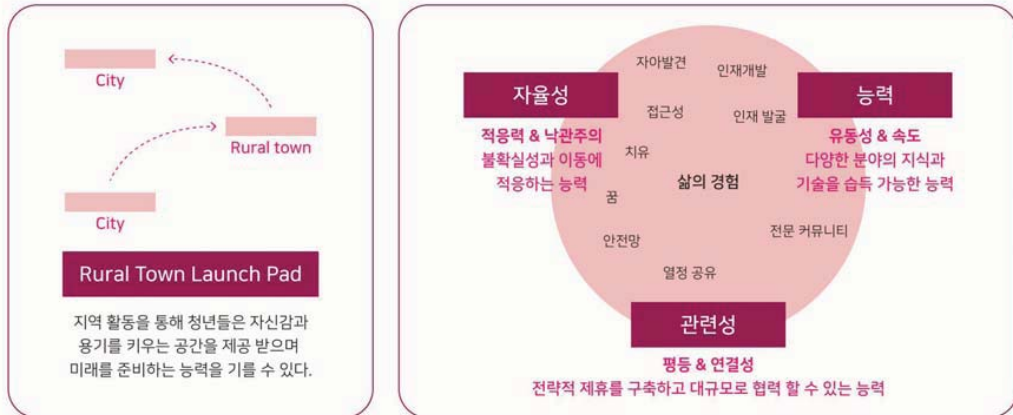 City
Rural town
City
Rural Town Launch Pad
지역 활동을 통해 청년들은 자신감과
용기를 키우는 공간을 제공 받으며
미래를 준비하는 능력을 기를 수 있다.
자아발견
인재개발
자율성
능력
접근성
인재 발굴
적응력 & 낙관주의
불확실성과 이동에
적응하는 능력
유동성 & 속도
다양한 분야의 지식과
기술을 습득 가능한 능력
치유
삶의 경험
꿈
안전망
전문 커뮤니티
열정 공유
관련성
평등 & 연결성
전략적 제휴를 구축하고 대규모로 협력 할 수 있는 능력